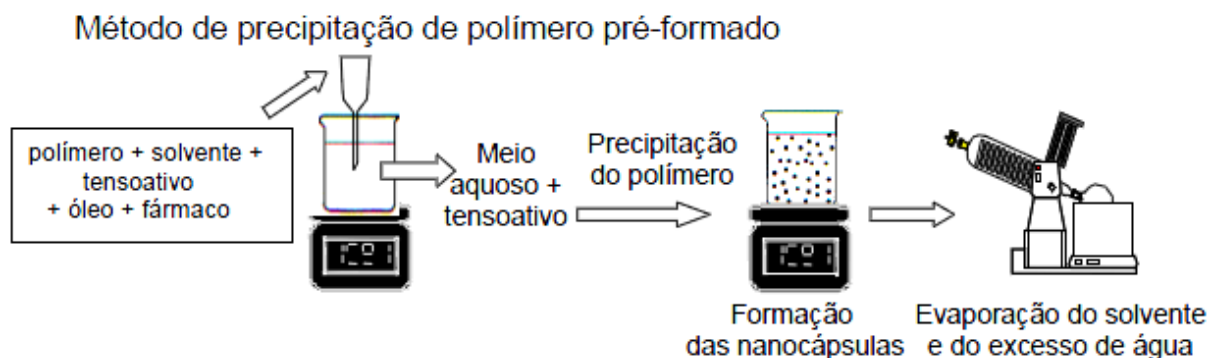 Método de precipitação de polímero pré-formado
polímero + solvente +
tensoativo
+ óleo + fármaco
Meio
aquoso +
tensoativo
Precipitação
do polímero
Formação
das nanocápsulas
Evaporação do solvente
e do excesso de água